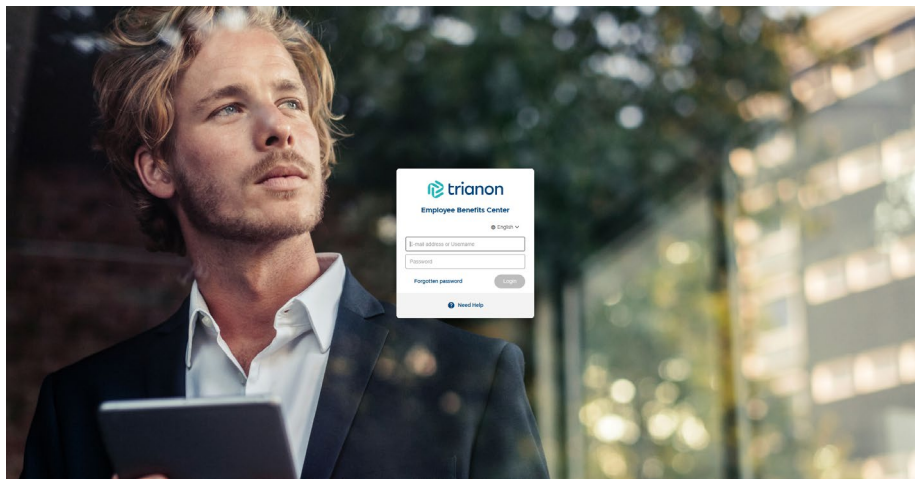 trianon
Employee Benefits Center
English
E-mail address or Username
Password
Forgotten password
Login
Need Help